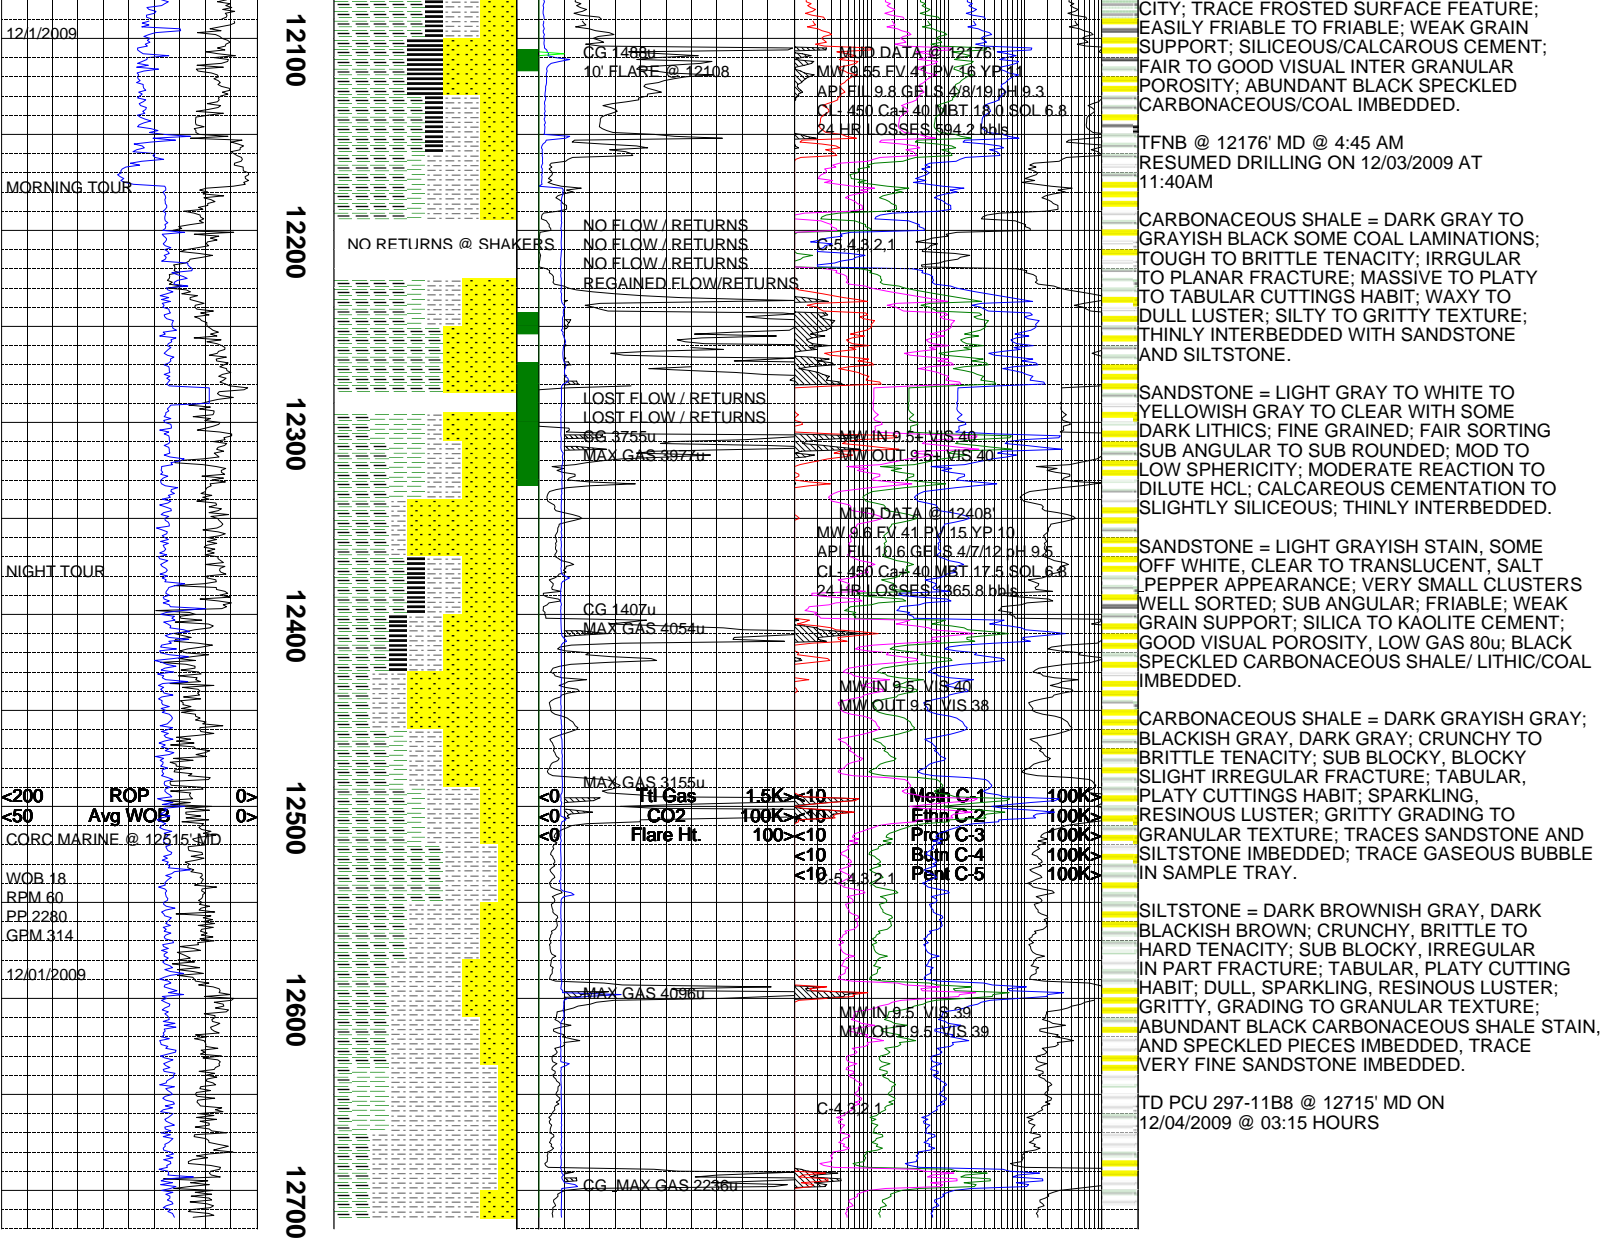 12/1/2009
MORNING TOUR
NIGHT TOUR
<200 ROP 0>
<50 Avg WOB 0>
CORC MARINE @ 12515' MD
WOB 18
RPM 60
PP 2280
GPM 314
12/01/2009
12100
12200
12300
12400
12500
12600
12700
NO RETURNS @ SHAKERS
CG 1488u
10' FLARE @ 12108
NO FLOW / RETURNS
NO FLOW / RETURNS
NO FLOW / RETURNS
REGAINED FLOW/RETURNS
LOST FLOW / RETURNS
LOST FLOW / RETURNS
CG 3755u
MAX GAS 3977u
CG 1407u
MAX GAS 4054u
MAX GAS 3155u
<0 Ttl Gas 1.5K>
<0 CO2 100K>
<0 Flare Ht. 100>
MAX GAS 4096u
CG MAX GAS 2236u
MUD DATA @ 12176'
MW 9.55 FV 41 PV 16 YP 11
API FIL 9.8 GELS 4/8/19 pH 9.3
CL- 450 Ca+ 40 MBT 18.0 SOL 6.8
24 HR LOSSES 594.2 bbls
C-5,4,3,2,1
MW IN 9.5+ VIS 40
MW OUT 9.5+ VIS 40
MUD DATA @ 12408'
MW 9.6 FV 41 PV 15 YP 10
API FIL 10.6 GELS 4/7/12 pH 9.5
CL- 450 Ca+ 40 MBT 17.5 SOL 6.8
24 HR LOSSES 1365.8 bbls
MW IN 9.5 VIS 40
MW OUT 9.5 VIS 38
<10 Meth C-1 100K>
<10 Ethn C-2 100K>
<10 Prop C-3 100K>
<10 Butn C-4 100K>
<10 Pent C-5 100K>
C-5,4,3,2,1
MW IN 9.5 VIS 39
MW OUT 9.5 VIS 39
C-4,3,2,1
CITY; TRACE FROSTED SURFACE FEATURE;
EASILY FRIABLE TO FRIABLE; WEAK GRAIN
SUPPORT; SILICEOUS/CALCAROUS CEMENT;
FAIR TO GOOD VISUAL INTER GRANULAR
POROSITY; ABUNDANT BLACK SPECKLED
CARBONACEOUS/COAL IMBEDDED.
TFNB @ 12176' MD @ 4:45 AM
RESUMED DRILLING ON 12/03/2009 AT
11:40AM
CARBONACEOUS SHALE = DARK GRAY TO
GRAYISH BLACK SOME COAL LAMINATIONS;
TOUGH TO BRITTLE TENACITY; IRRGULAR
TO PLANAR FRACTURE; MASSIVE TO PLATY
TO TABULAR CUTTINGS HABIT; WAXY TO
DULL LUSTER; SILTY TO GRITTY TEXTURE;
THINLY INTERBEDDED WITH SANDSTONE
AND SILTSTONE.
SANDSTONE = LIGHT GRAY TO WHITE TO
YELLOWISH GRAY TO CLEAR WITH SOME
DARK LITHICS; FINE GRAINED; FAIR SORTING
SUB ANGULAR TO SUB ROUNDED; MOD TO
LOW SPHERICITY; MODERATE REACTION TO
DILUTE HCL; CALCAREOUS CEMENTATION TO
SLIGHTLY SILICEOUS; THINLY INTERBEDDED.
SANDSTONE = LIGHT GRAYISH STAIN, SOME
OFF WHITE, CLEAR TO TRANSLUCENT, SALT
PEPPER APPEARANCE; VERY SMALL CLUSTERS
WELL SORTED; SUB ANGULAR; FRIABLE; WEAK
GRAIN SUPPORT; SILICA TO KAOLITE CEMENT;
GOOD VISUAL POROSITY, LOW GAS 80u; BLACK
SPECKLED CARBONACEOUS SHALE/ LITHIC/COAL
IMBEDDED.
CARBONACEOUS SHALE = DARK GRAYISH GRAY;
BLACKISH GRAY, DARK GRAY; CRUNCHY TO
BRITTLE TENACITY; SUB BLOCKY, BLOCKY
SLIGHT IRREGULAR FRACTURE; TABULAR,
PLATY CUTTINGS HABIT; SPARKLING,
RESINOUS LUSTER; GRITTY GRADING TO
GRANULAR TEXTURE; TRACES SANDSTONE AND
SILTSTONE IMBEDDED; TRACE GASEOUS BUBBLE
IN SAMPLE TRAY.
SILTSTONE = DARK BROWNISH GRAY, DARK
BLACKISH BROWN; CRUNCHY, BRITTLE TO
HARD TENACITY; SUB BLOCKY, IRREGULAR
IN PART FRACTURE; TABULAR, PLATY CUTTING
HABIT; DULL, SPARKLING, RESINOUS LUSTER;
GRITTY, GRADING TO GRANULAR TEXTURE;
ABUNDANT BLACK CARBONACEOUS SHALE STAIN,
AND SPECKLED PIECES IMBEDDED, TRACE
VERY FINE SANDSTONE IMBEDDED.
TD PCU 297-11B8 @ 12715' MD ON
12/04/2009 @ 03:15 HOURS